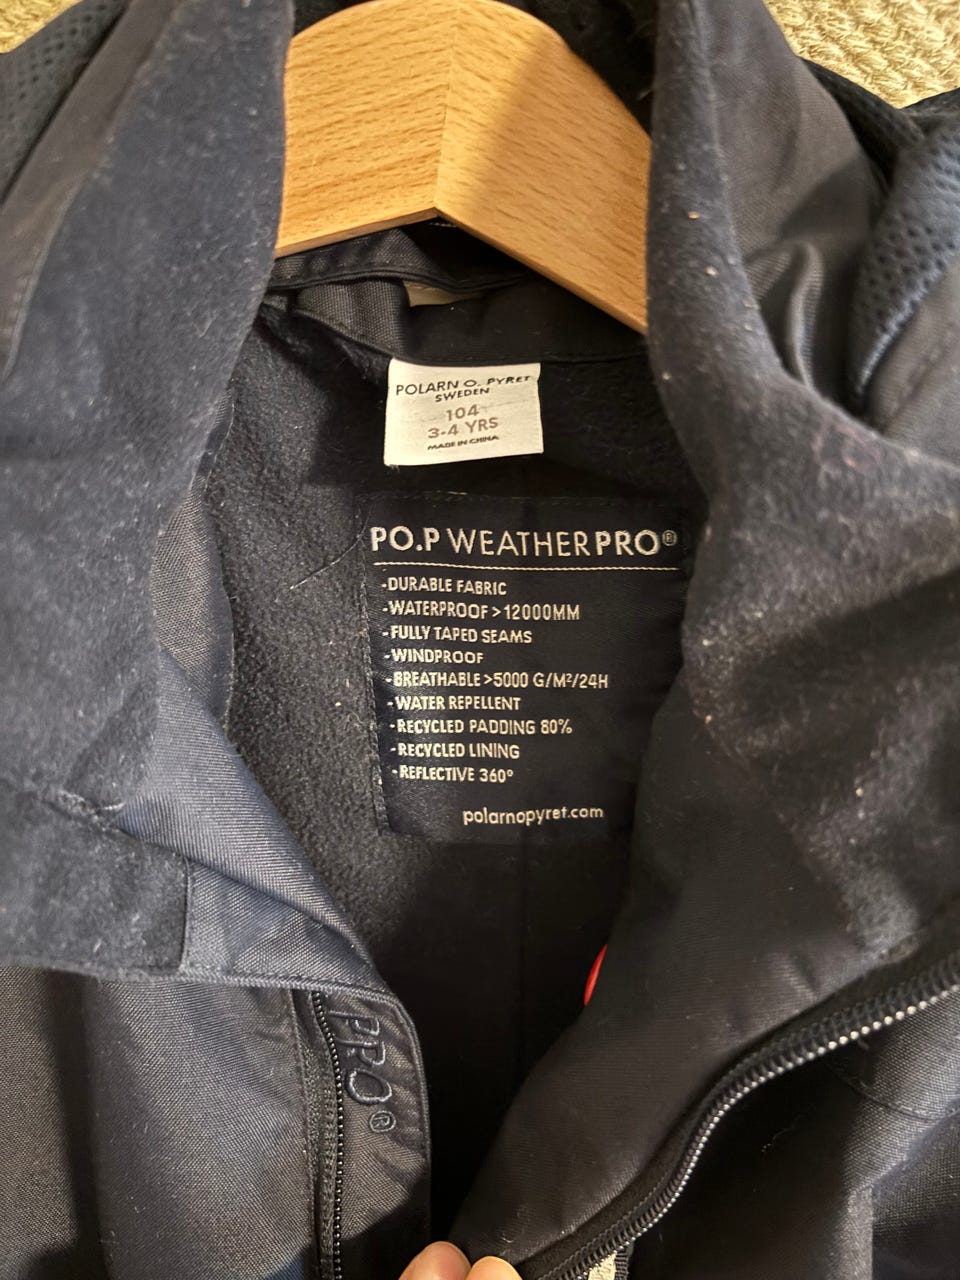 POLARN O. PYRET
SWEDEN
104
3-4 YRS
MADE IN CHINA
PO.P WEATHERPRO®
-DURABLE FABRIC
-WATERPROOF >12000MM
-FULLY TAPED SEAMS
-WINDPROOF
-BREATHABLE >5000 G/M²/24H
-WATER REPELLENT
-RECYCLED PADDING 80%
-RECYCLED LINING
-REFLECTIVE 360°
polarnopyret.com
PRO®